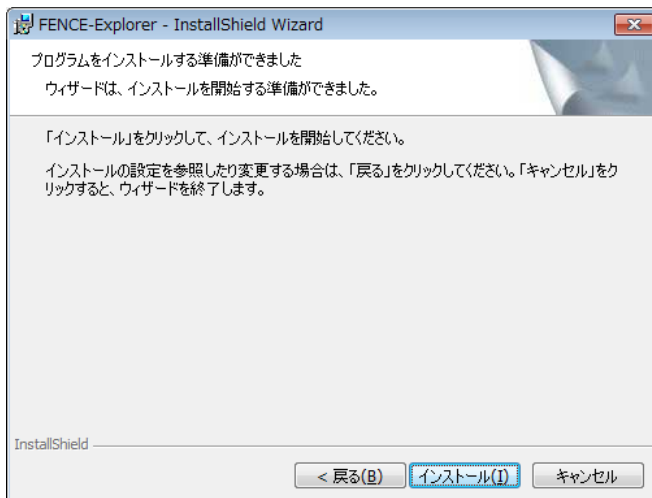 FENCE-Explorer - InstallShield Wizard
プログラムをインストールする準備ができました
ウィザードは、インストールを開始する準備ができました。
「インストール」をクリックして、インストールを開始してください。
インストールの設定を参照したり変更する場合は、「戻る」をクリックしてください。「キャンセル」をク
リックすると、ウィザードを終了します。
InstallShield
< 戻る(B) インストール(I) キャンセル